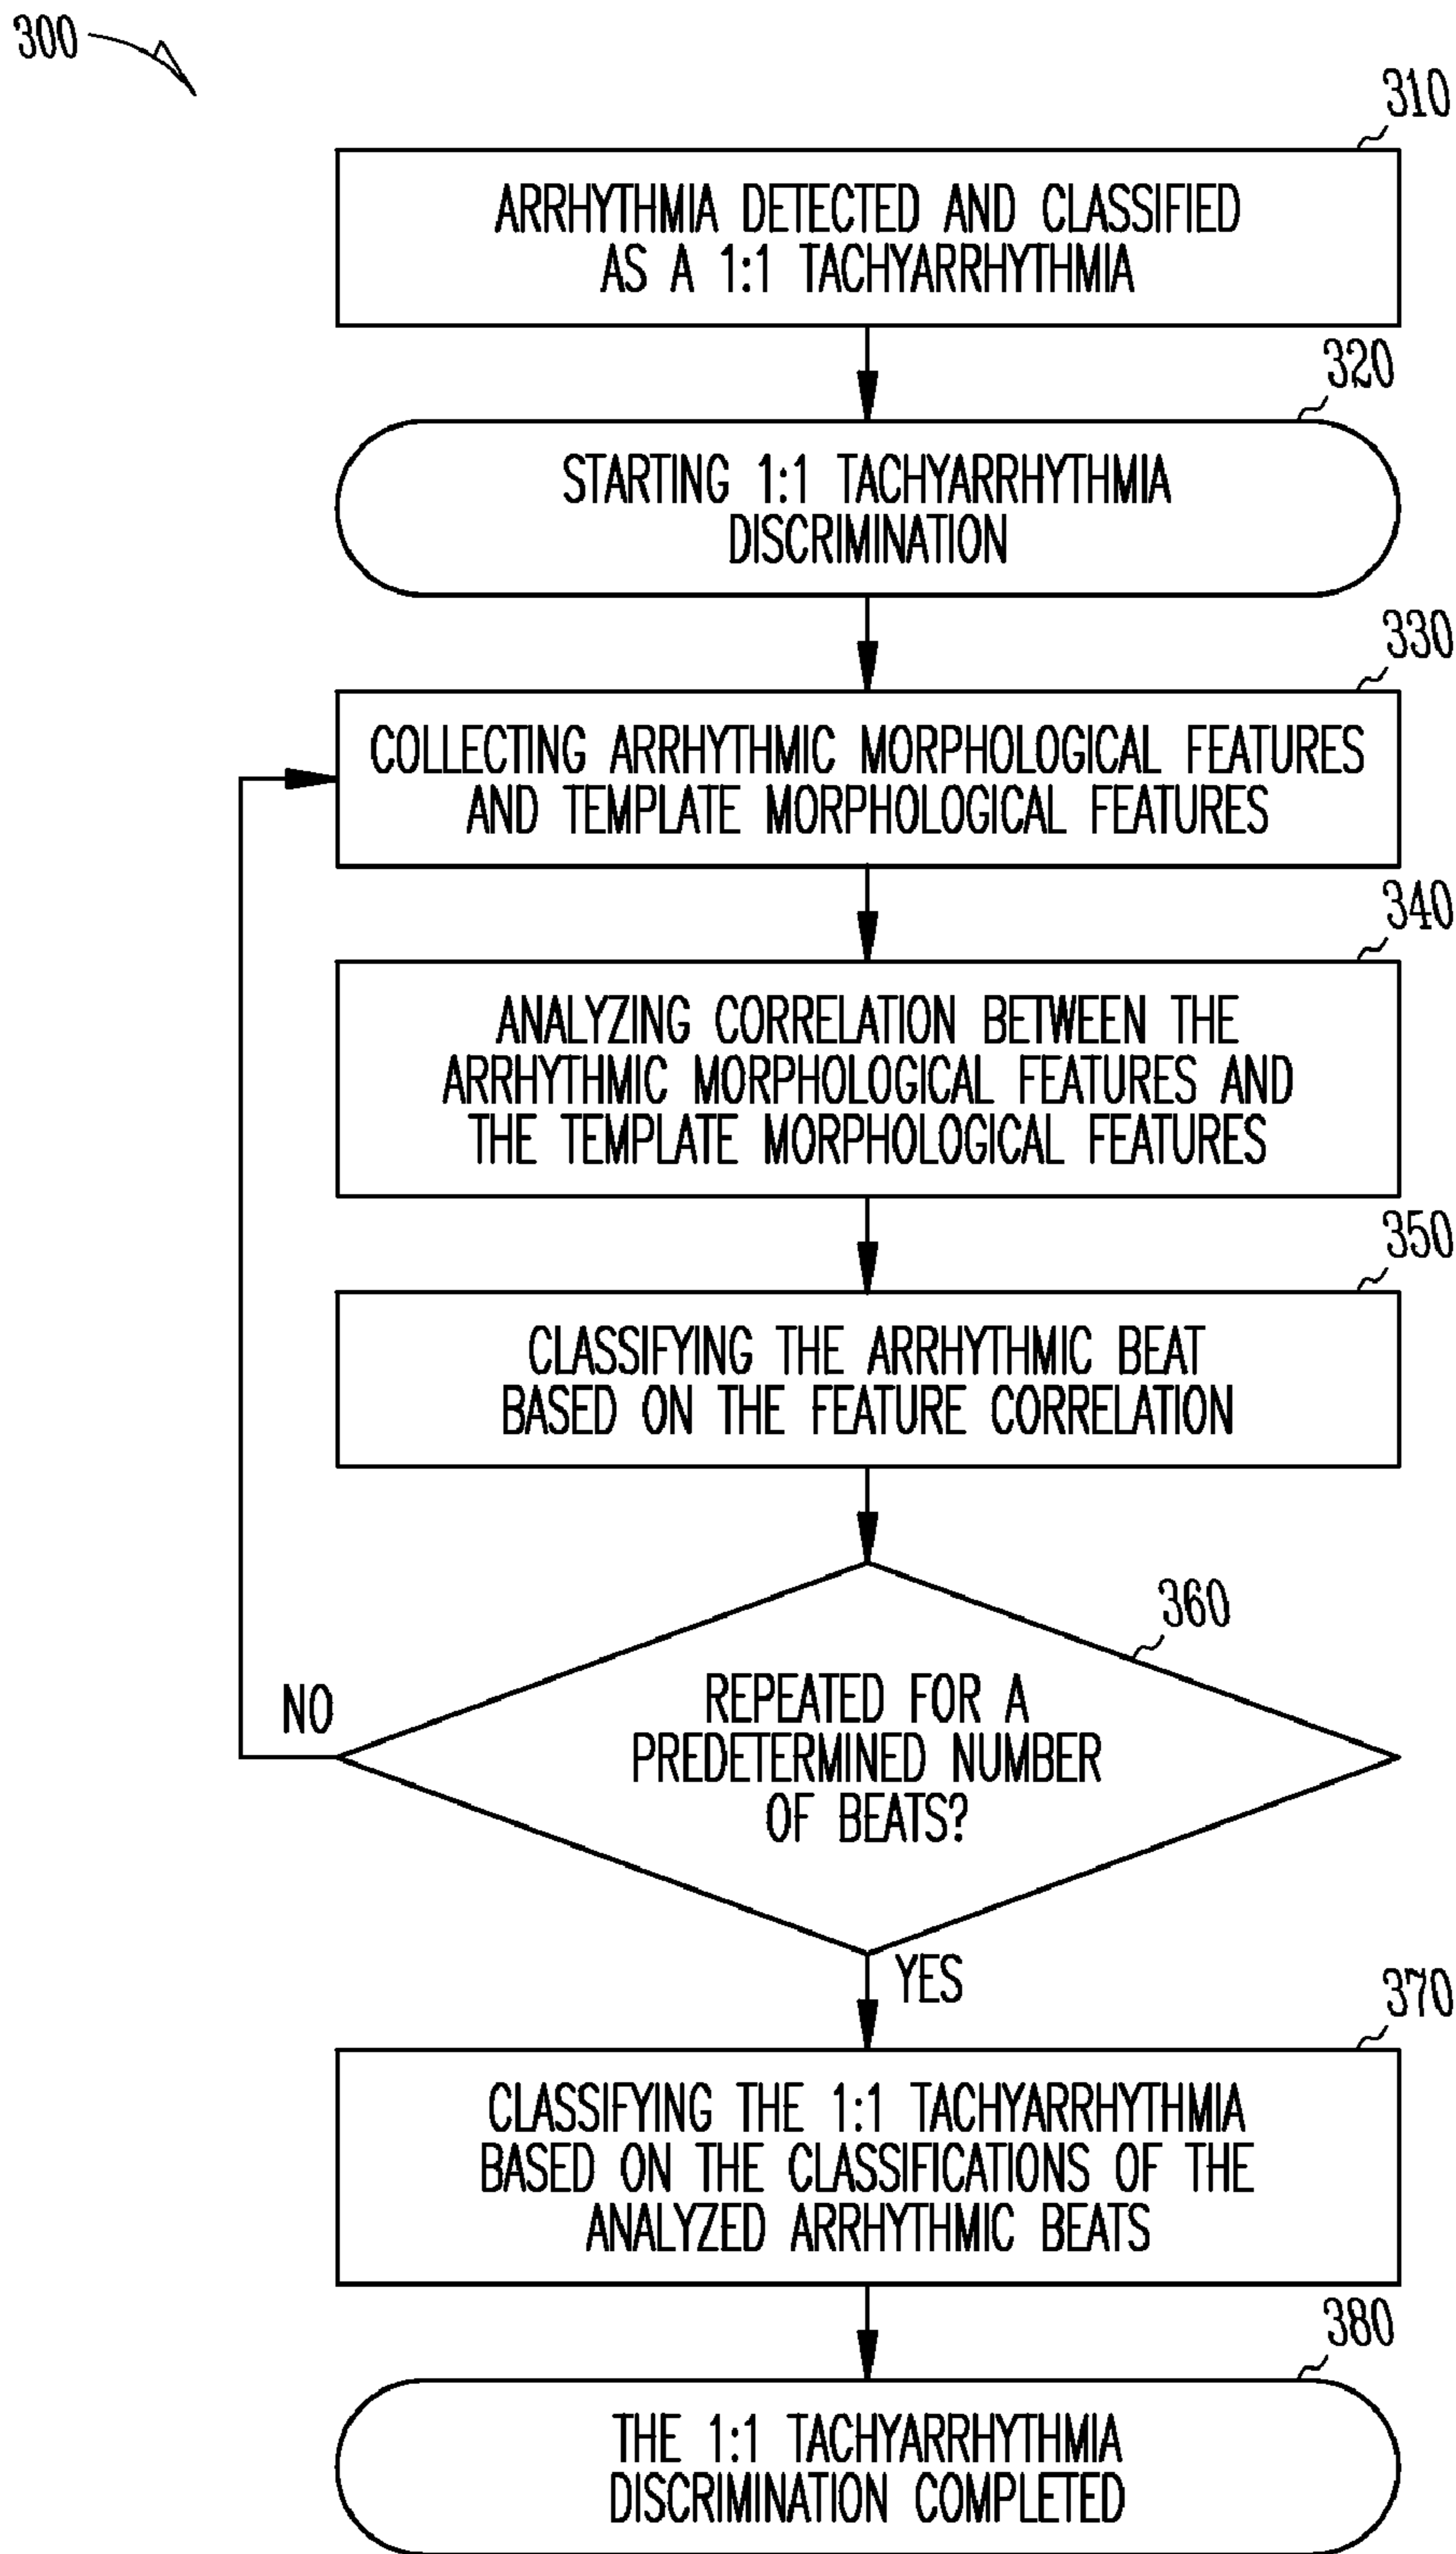 300
310
ARRHYTHMIA DETECTED AND CLASSIFIED
AS A 1:1 TACHYARRHYTHMIA
320
STARTING 1:1 TACHYARRHYTHMIA
DISCRIMINATION
330
COLLECTING ARRHYTHMIC MORPHOLOGICAL FEATURES
AND TEMPLATE MORPHOLOGICAL FEATURES
340
ANALYZING CORRELATION BETWEEN THE
ARRHYTHMIC MORPHOLOGICAL FEATURES AND
THE TEMPLATE MORPHOLOGICAL FEATURES
350
CLASSIFYING THE ARRHYTHMIC BEAT
BASED ON THE FEATURE CORRELATION
360
REPEATED FOR A
PREDETERMINED NUMBER
OF BEATS?
NO
YES
370
CLASSIFYING THE 1:1 TACHYARRHYTHMIA
BASED ON THE CLASSIFICATIONS OF THE
ANALYZED ARRHYTHMIC BEATS
380
THE 1:1 TACHYARRHYTHMIA
DISCRIMINATION COMPLETED